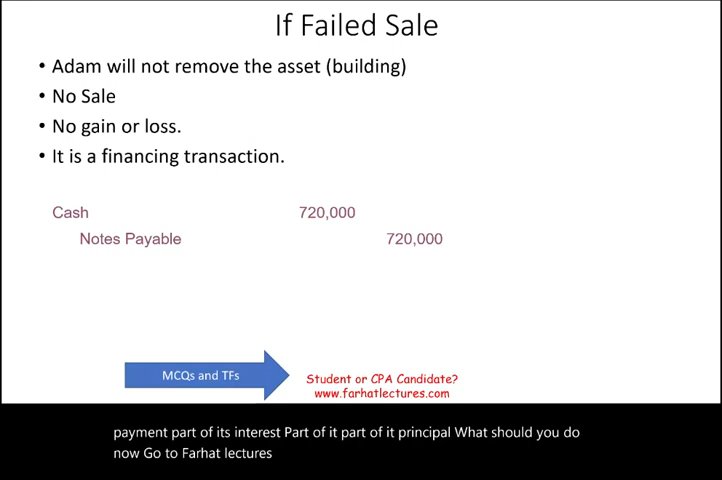 If Failed Sale
• Adam will not remove the asset (building)
• No Sale
• No gain or loss.
• It is a financing transaction.
Cash 720,000
Notes Payable 720,000
MCQs and TFs
Student or CPA Candidate?
www.farhatlectures.com
payment part of its interest Part of it part of it principal What should you do
now Go to Farhat lectures